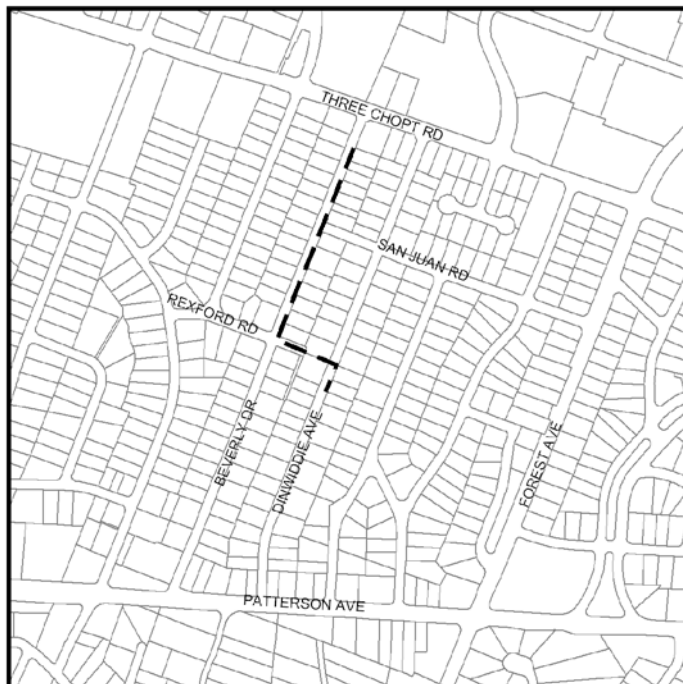 THREE CHOPT RD
SAN JUAN RD
REXFORD RD
BEVERLY DR
DINWIDDIE AVE
FOREST AVE
PATTERSON AVE